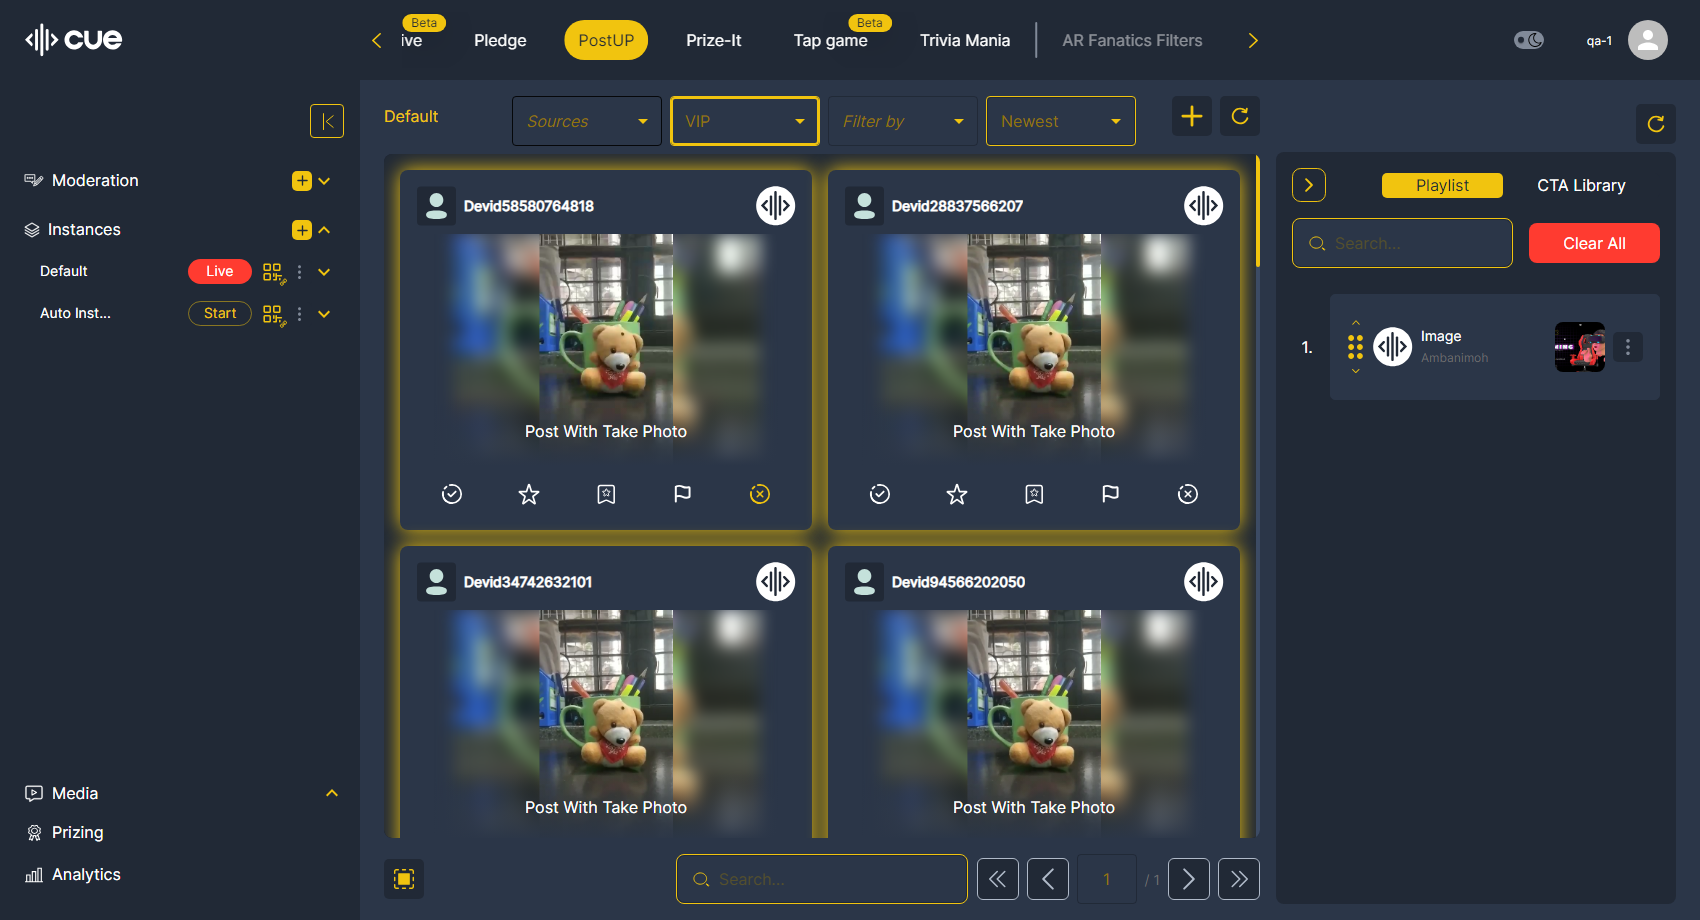 cue
ive
Beta
Pledge
PostUP
Prize-It
Tap game
Beta
Trivia Mania
AR Fanatics Filters
qa-1
Moderation
Instances
Default
Live
Auto Inst...
Start
Media
Prizing
Analytics
Default
Sources
VIP
Filter by
Newest
Devid58580764818
Post With Take Photo
Devid28837566207
Post With Take Photo
Devid34742632101
Post With Take Photo
Devid94566202050
Post With Take Photo
Search...
1
/ 1
Playlist
CTA Library
Search...
Clear All
1.
Image
Ambanimoh